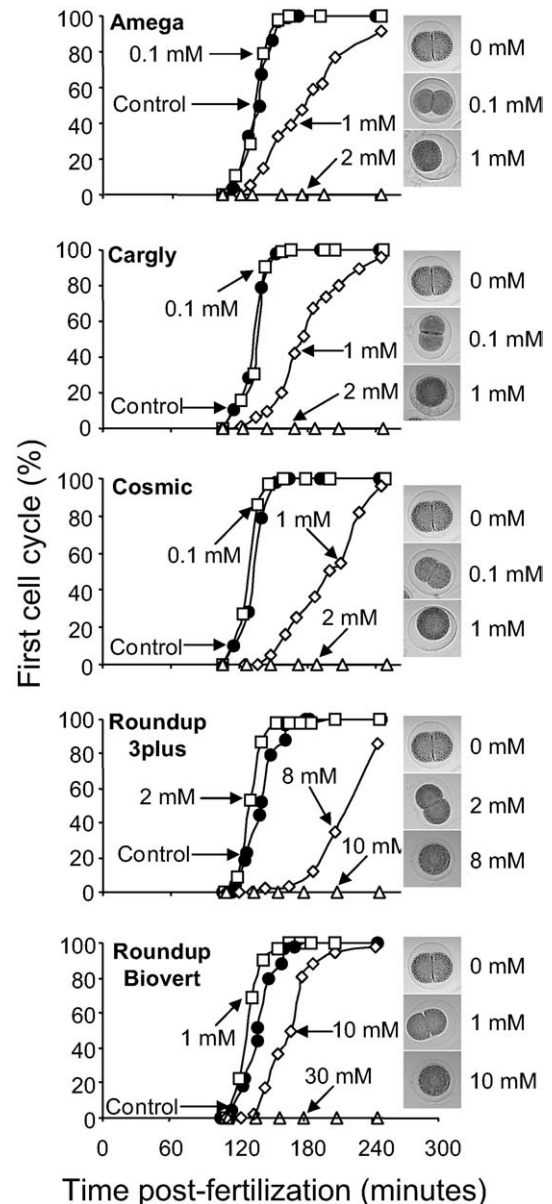 First cell cycle (%)
Amega
100
80
60
40
20
0
0.1 mM
Control
1 mM
2 mM
0 mM
0.1 mM
1 mM
Cargly
100
80
60
40
20
0
0.1 mM
Control
1 mM
2 mM
0 mM
0.1 mM
1 mM
Cosmic
100
80
60
40
20
0
0.1 mM
Control
1 mM
2 mM
0 mM
0.1 mM
1 mM
Roundup
3plus
100
80
60
40
20
0
2 mM
Control
8 mM
10 mM
0 mM
2 mM
8 mM
Roundup
Biovert
100
80
60
40
20
0
1 mM
Control
10 mM
30 mM
0 mM
1 mM
10 mM
0 60 120 180 240 300
Time post-fertilization (minutes)